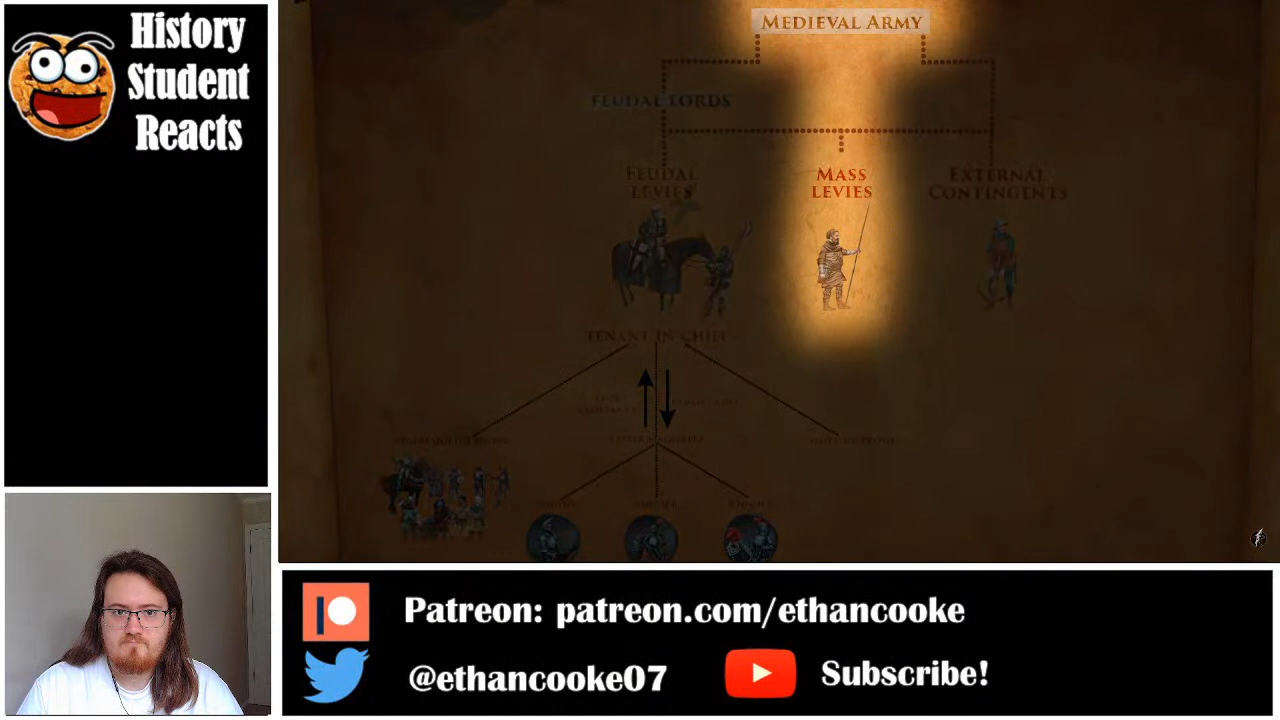 History
Student
Reacts
MEDIEVAL ARMY
FEUDAL LORDS
FEUDAL
LEVIES
MASS
LEVIES
EXTERNAL
CONTINGENTS
TENANT IN CHIEF
Patreon: patreon.com/ethancooke
@ethancooke07
Subscribe!